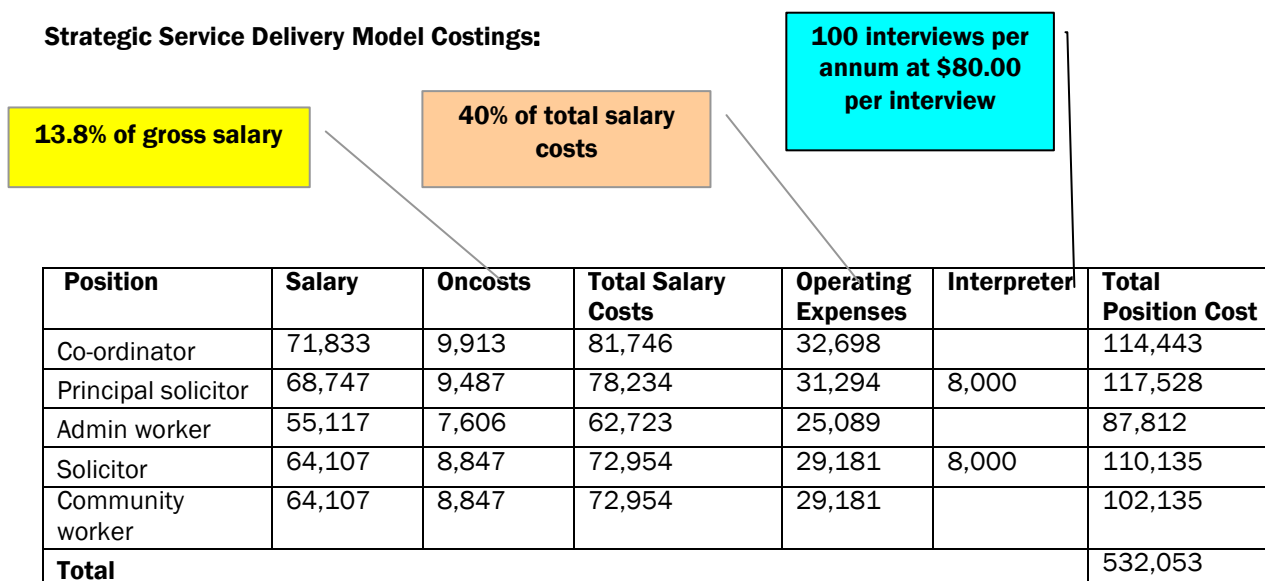 Strategic Service Delivery Model Costings:
100 interviews per
annum at $80.00
per interview
13.8% of gross salary
40% of total salary
costs
Position Salary Oncosts Total Salary Costs Operating Expenses Interpreter Total Position Cost
Co-ordinator 71,833 9,913 81,746 32,698 114,443
Principal solicitor 68,747 9,487 78,234 31,294 8,000 117,528
Admin worker 55,117 7,606 62,723 25,089 87,812
Solicitor 64,107 8,847 72,954 29,181 8,000 110,135
Community worker 64,107 8,847 72,954 29,181 102,135
Total 532,053